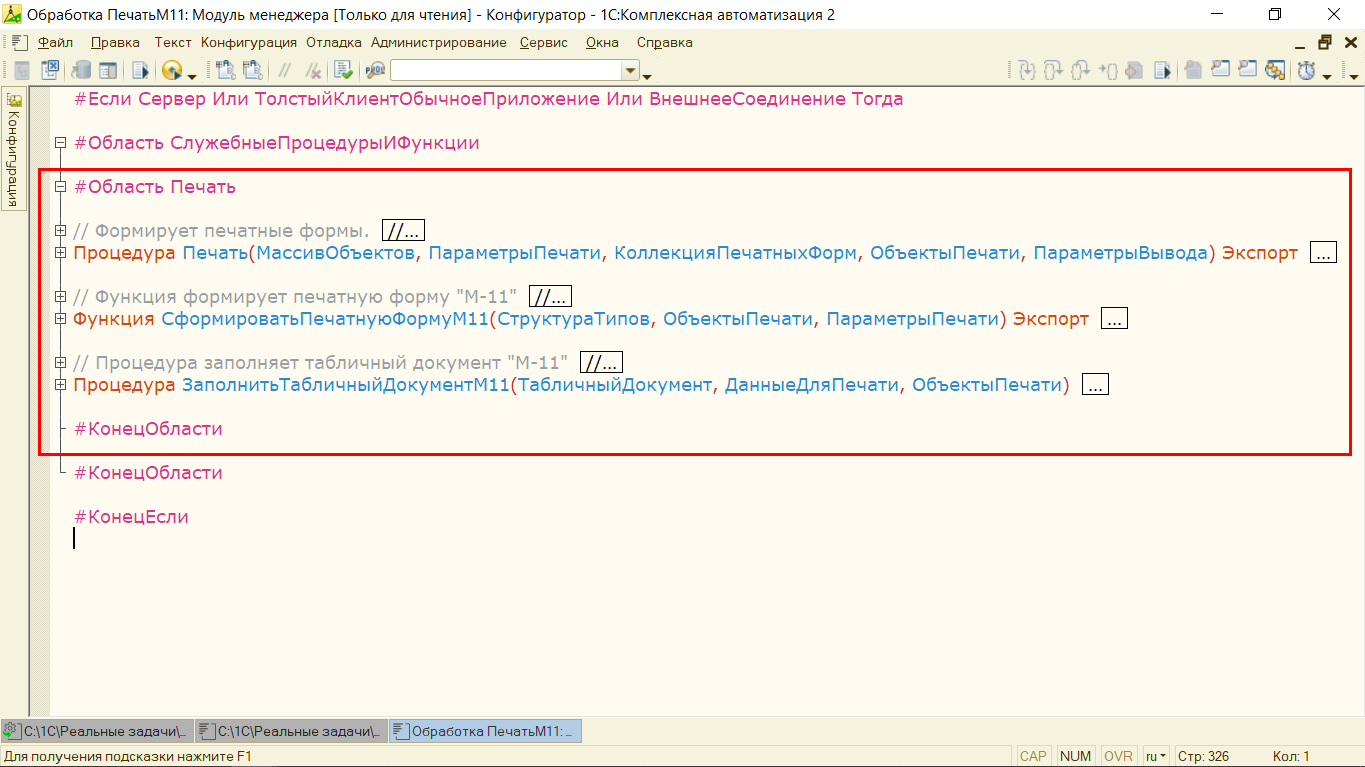 Обработка ПечатьМ11: Модуль менеджера [Только для чтения] - Конфигуратор - 1С:Комплексная автоматизация 2
Файл Правка Текст Конфигурация Отладка Администрирование Сервис Окна Справка
Конфигурация
#Если Сервер Или ТолстыйКлиентОбычноеПриложение Или ВнешнееСоединение Тогда
#Область СлужебныеПроцедурыИФункции
#Область Печать
// Формирует печатные формы. //...
Процедура Печать(МассивОбъектов, ПараметрыПечати, КоллекцияПечатныхФорм, ОбъектыПечати, ПараметрыВывода) Экспорт ...
// Функция формирует печатную форму "М-11" //...
Функция СформироватьПечатнуюФормуМ11(СтруктураТипов, ОбъектыПечати, ПараметрыПечати) Экспорт ...
// Процедура заполняет табличный документ "М-11" //...
Процедура ЗаполнитьТабличныйДокументМ11(ТабличныйДокумент, ДанныеДляПечати, ОбъектыПечати) ...
#КонецОбласти
#КонецОбласти
#КонецЕсли
C:\1C\Реальные задачи\... C:\1C\Реальные задачи\... Обработка ПечатьМ11: ...
Для получения подсказки нажмите F1 CAP NUM OVR ru Стр: 326 Кол: 1